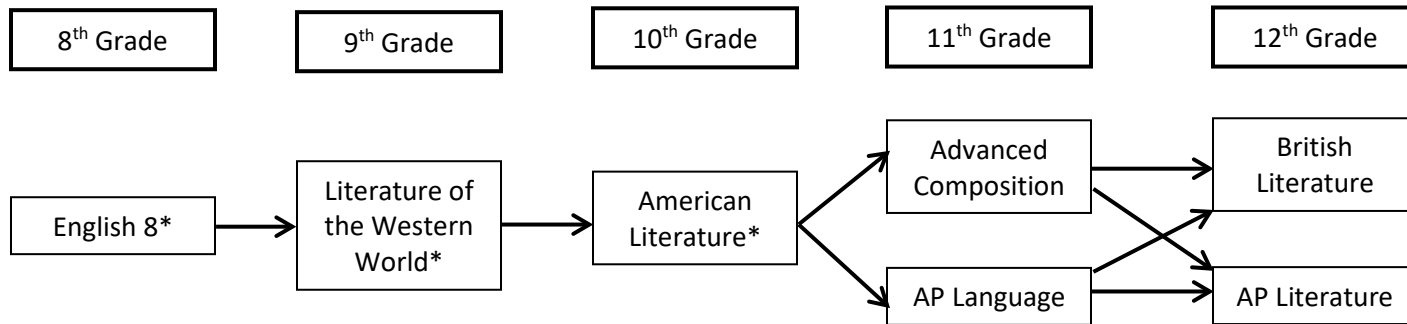 8th Grade
9th Grade
10th Grade
11th Grade
12th Grade
English 8*
Literature of
the Western
World*
American
Literature*
Advanced
Composition
AP Language
British
Literature
AP Literature